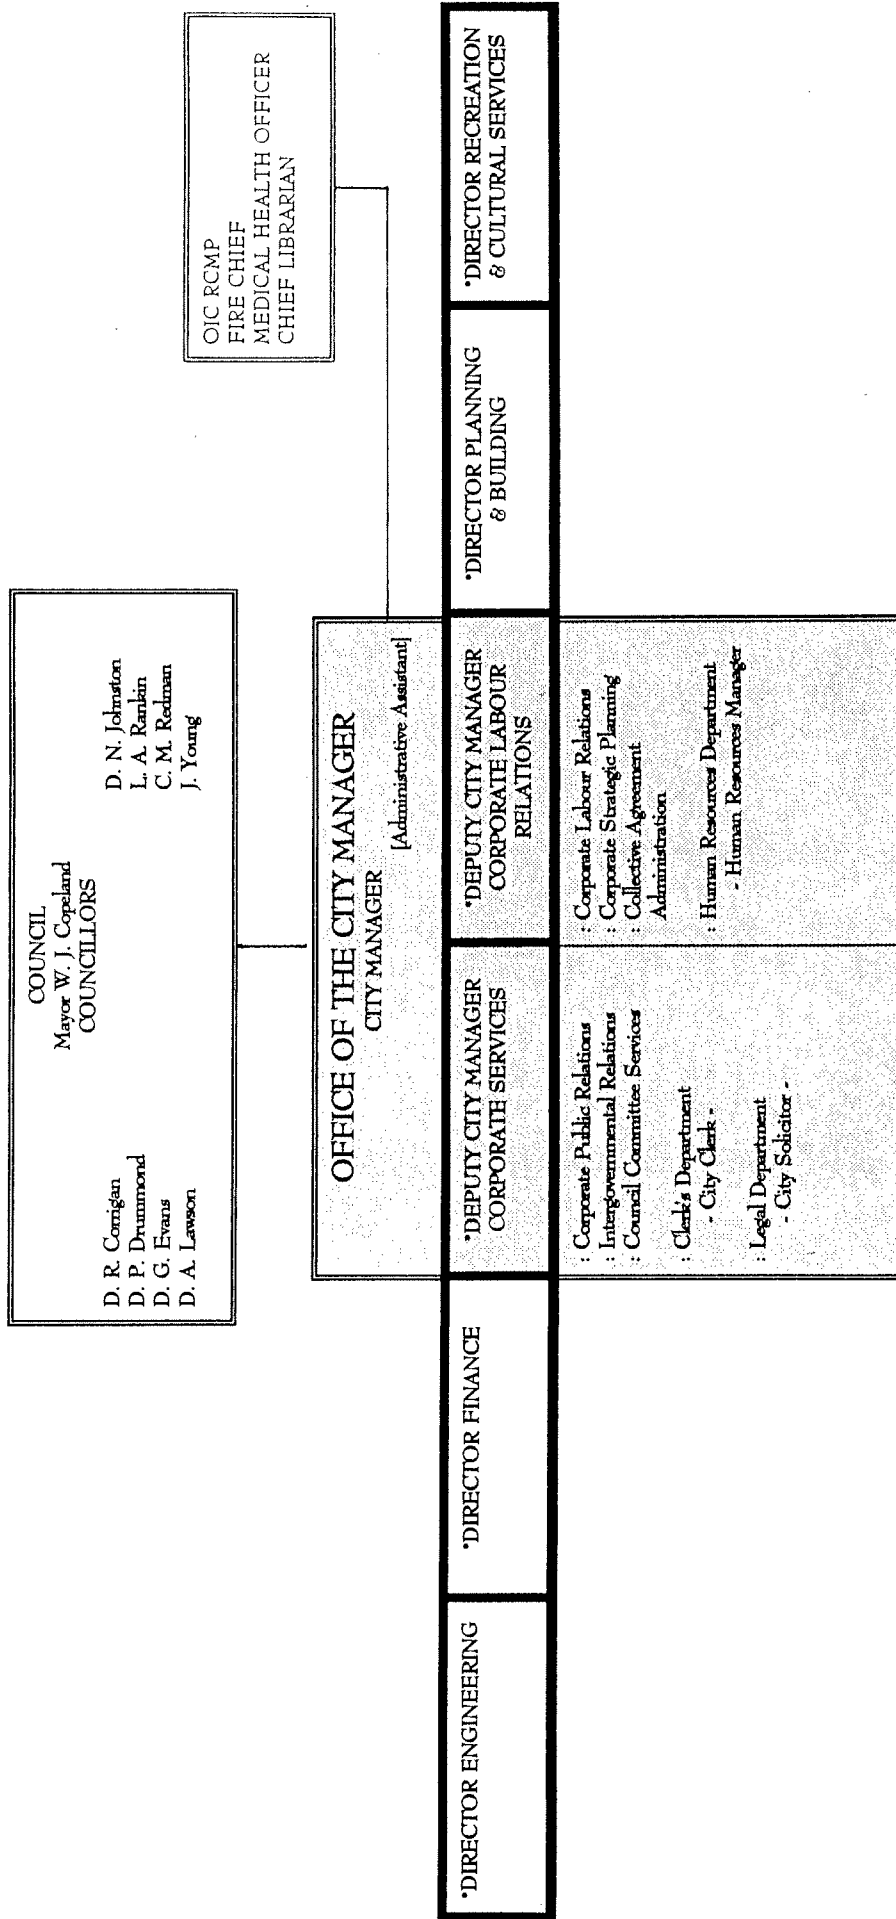 COUNCIL
Mayor W. J. Copeland
COUNCILLORS
D. R. Corrigan
D. P. Drummond
D. G. Evans
D. A. Lawson
D. N. Johnston
L. A. Rankin
C. M. Redman
J. Young
OIC RCMP
FIRE CHIEF
MEDICAL HEALTH OFFICER
CHIEF LIBRARIAN
OFFICE OF THE CITY MANAGER
CITY MANAGER
[Administrative Assistant]
*DIRECTOR ENGINEERING
*DIRECTOR FINANCE
*DEPUTY CITY MANAGER
CORPORATE SERVICES
*DEPUTY CITY MANAGER
CORPORATE LABOUR
RELATIONS
*DIRECTOR PLANNING
& BUILDING
*DIRECTOR RECREATION
& CULTURAL SERVICES
: Corporate Public Relations
: Intergovernmental Relations
: Council Committee Services
: Clerk's Department
- City Clerk -
: Legal Department
- City Solicitor -
: Corporate Labour Relations
: Corporate Strategic Planning
: Collective Agreement
Administration
: Human Resources Department
- Human Resources Manager